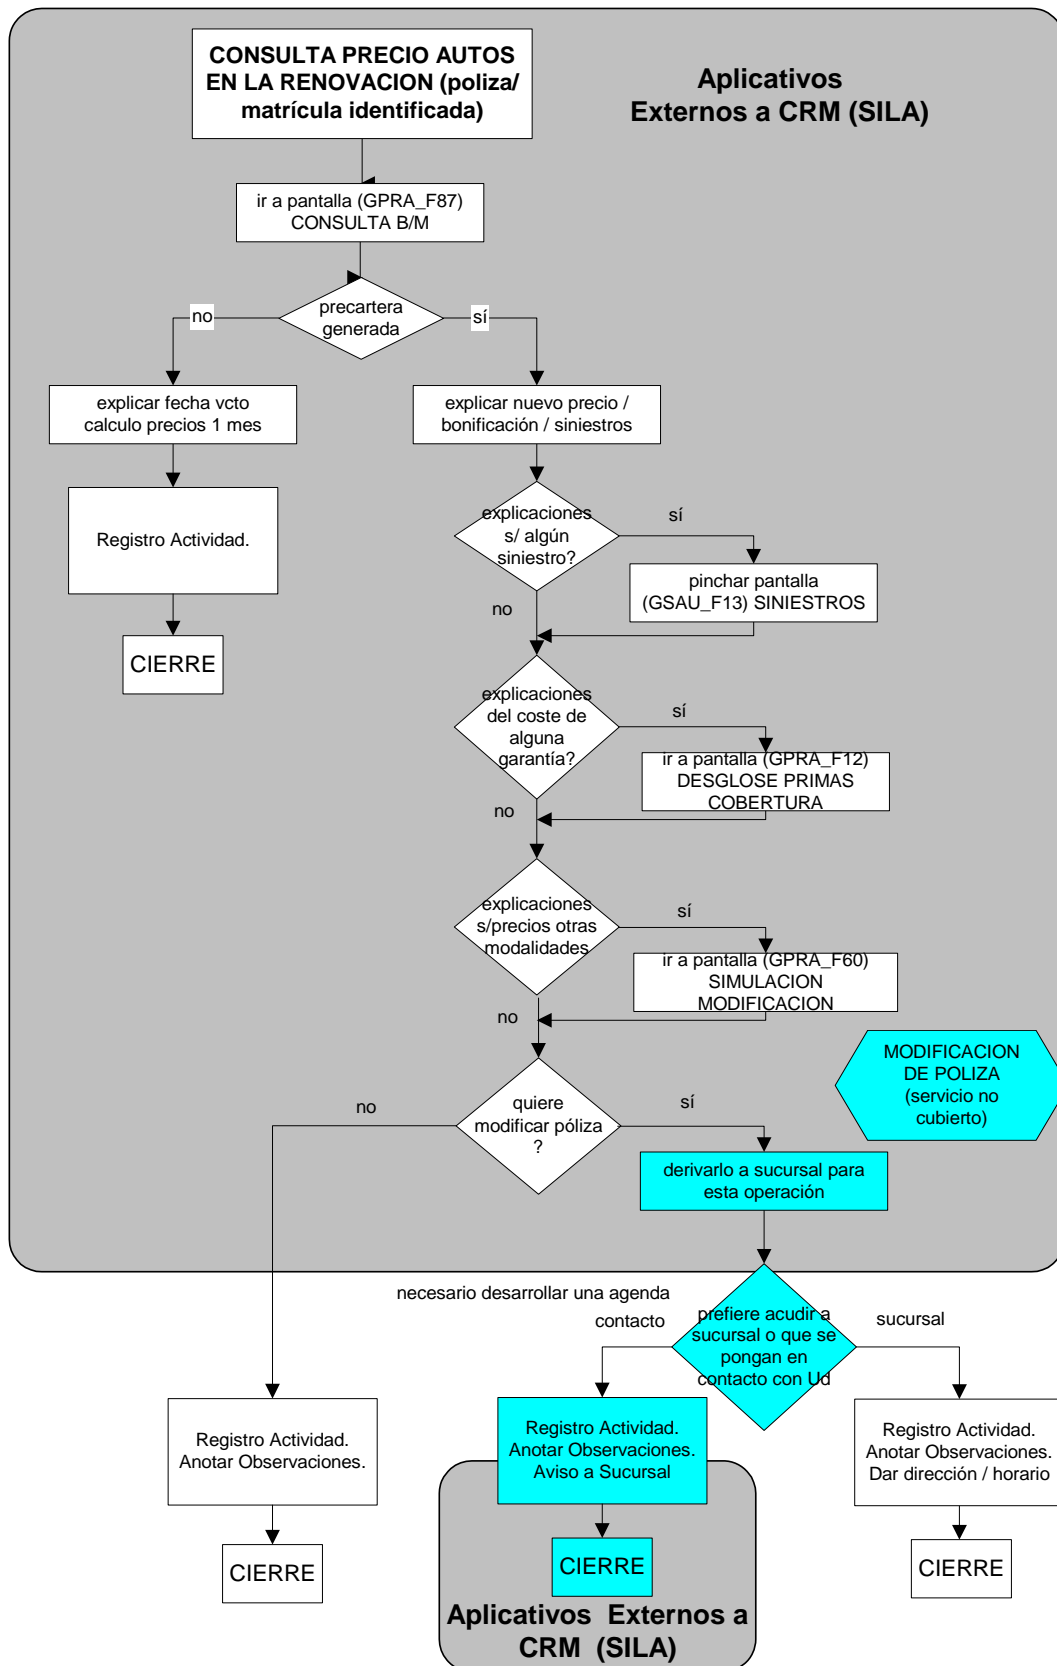 CONSULTA PRECIO AUTOS
EN LA RENOVACION (poliza/
matrícula identificada)
Aplicativos
Externos a CRM (SILA)
ir a pantalla (GPRA_F87)
CONSULTA B/M
precartera
generada
no
sí
explicar fecha vcto
calculo precios 1 mes
explicar nuevo precio /
bonificación / siniestros
Registro Actividad.
CIERRE
explicaciones
s/ algún
siniestro?
sí
no
pinchar pantalla
(GSAU_F13) SINIESTROS
explicaciones
del coste de
alguna
garantía?
sí
no
ir a pantalla (GPRA_F12)
DESGLOSE PRIMAS
COBERTURA
explicaciones
s/precios otras
modalidades
sí
no
ir a pantalla (GPRA_F60)
SIMULACION
MODIFICACION
MODIFICACION
DE POLIZA
(servicio no
cubierto)
quiere
modificar póliza
?
no
sí
derivarlo a sucursal para
esta operación
necesario desarrollar una agenda
contacto
prefiere acudir a
sucursal o que se
pongan en
contacto con Ud
sucursal
Registro Actividad.
Anotar Observaciones.
CIERRE
Registro Actividad.
Anotar Observaciones.
Aviso a Sucursal
CIERRE
Aplicativos Externos a
CRM (SILA)
Registro Actividad.
Anotar Observaciones.
Dar dirección / horario
CIERRE